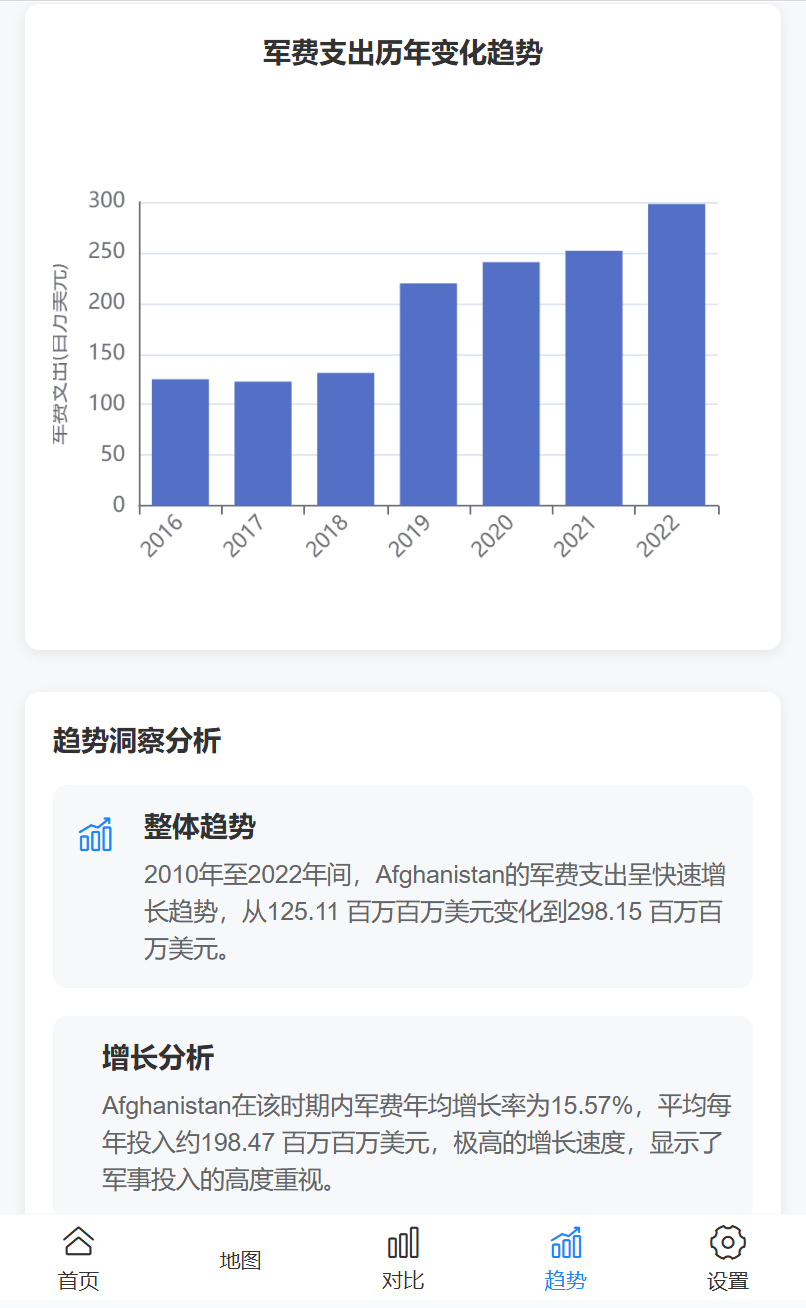 军费支出历年变化趋势
军费支出(百万美元)
300
250
200
150
100
50
0
2016
2017
2018
2019
2020
2021
2022
趋势洞察分析
整体趋势
2010年至2022年间，Afghanistan的军费支出呈快速增
长趋势，从125.11 百万百万美元变化到298.15 百万百
万美元。
增长分析
Afghanistan在该时期内军费年均增长率为15.57%，平均每
年投入约198.47 百万百万美元，极高的增长速度，显示了
军事投入的高度重视。
首页
地图
对比
趋势
设置